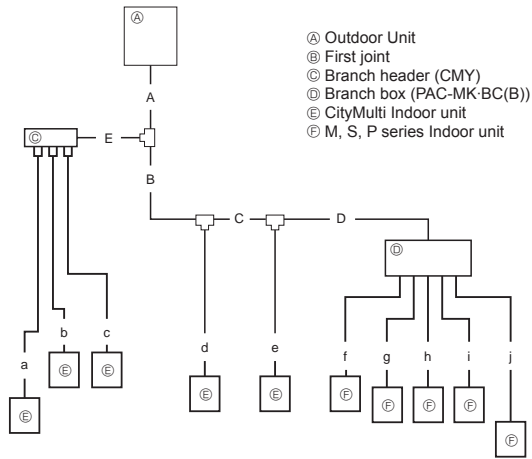 Ⓐ
Ⓐ Outdoor Unit
Ⓑ First joint
Ⓒ Branch header (CMY)
Ⓓ Branch box (PAC-MK·BC(B))
Ⓔ CityMulti Indoor unit
Ⓕ M, S, P series Indoor unit
A
Ⓒ
E
B
C
D
Ⓓ
a
b
c
d
e
f
g
h
i
j
Ⓔ
Ⓔ
Ⓔ
Ⓔ
Ⓔ
Ⓕ
Ⓕ
Ⓕ
Ⓕ
Ⓕ